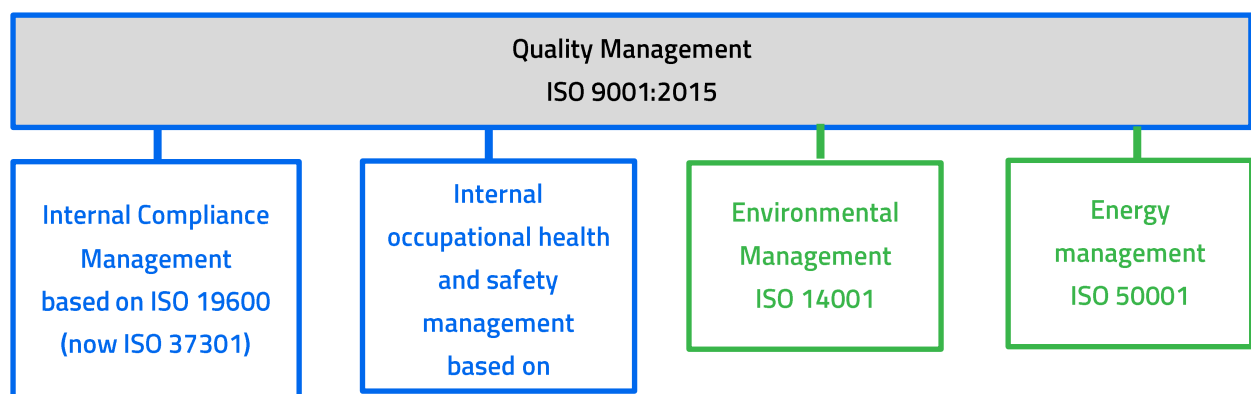 Quality Management
ISO 9001:2015
Internal Compliance
Management
based on ISO 19600
(now ISO 37301)
Internal
occupational health
and safety
management
based on
Environmental
Management
ISO 14001
Energy
management
ISO 50001